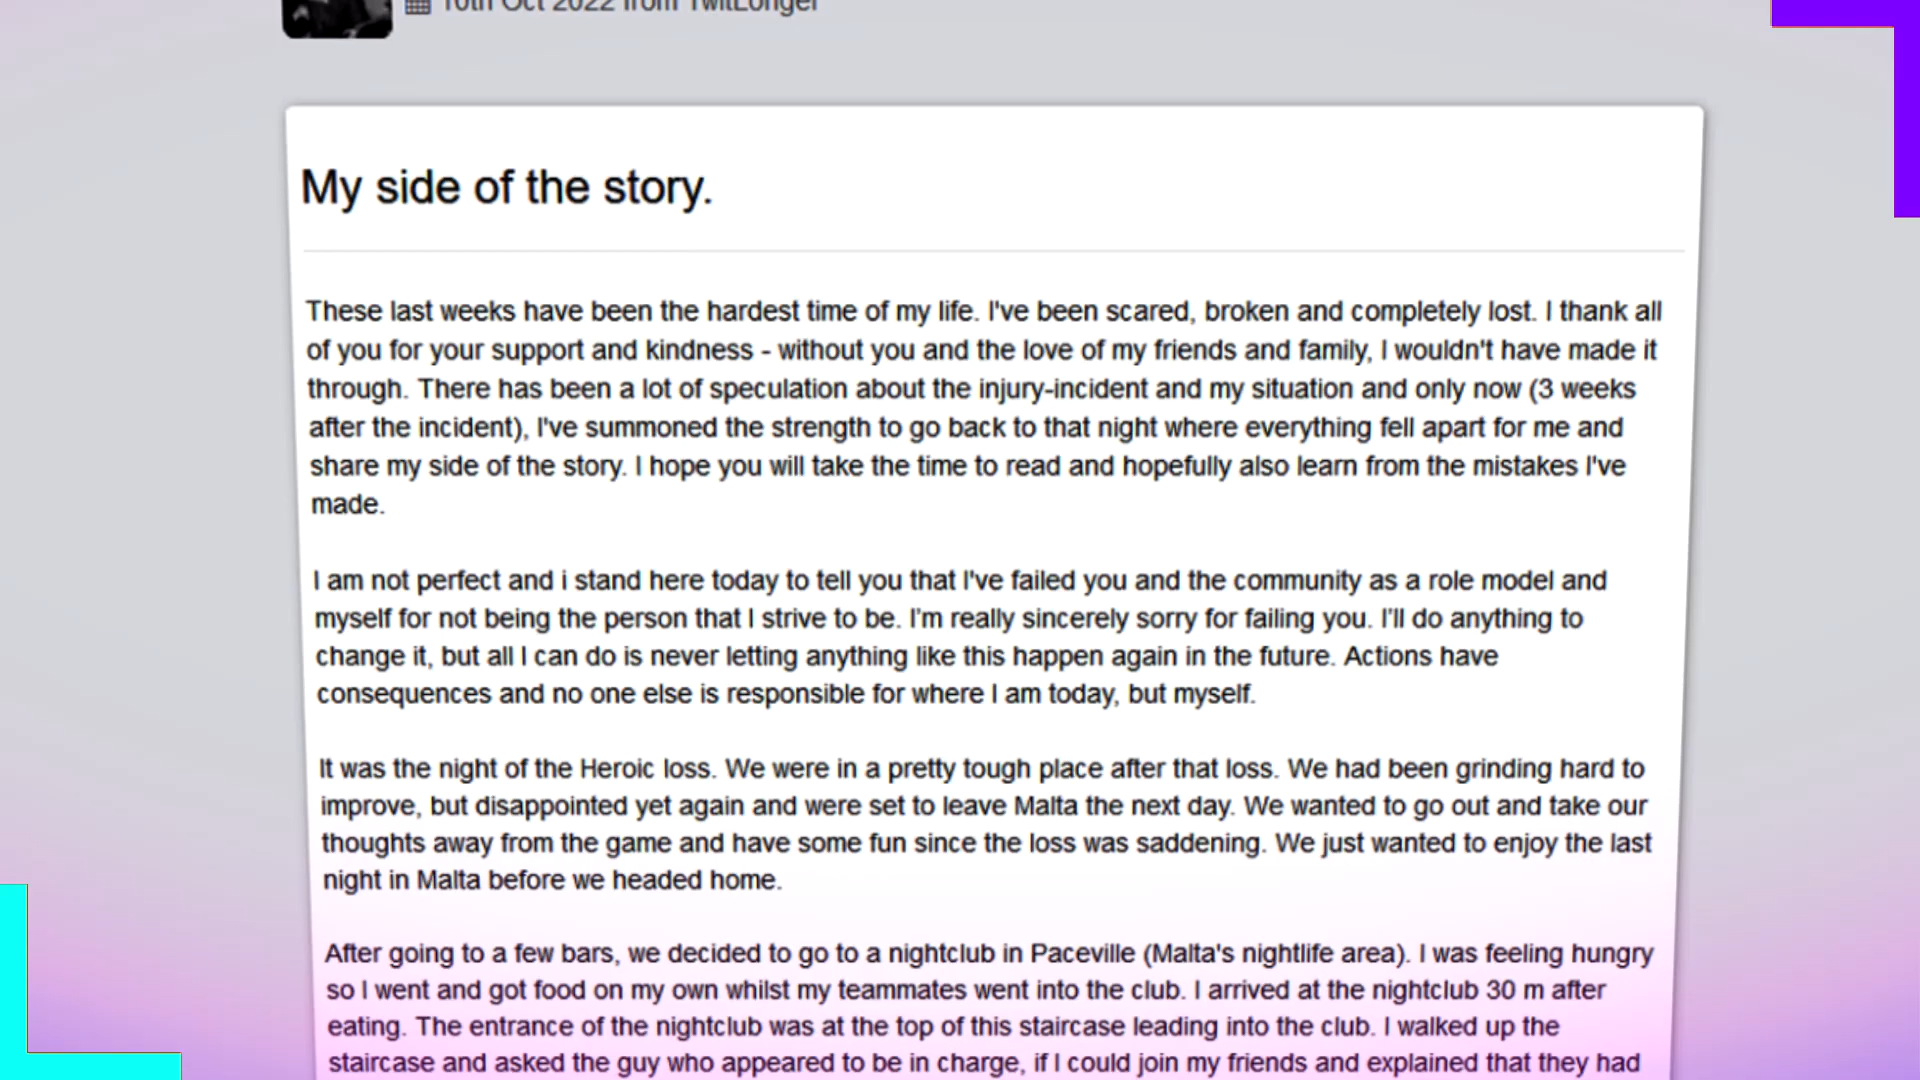 10th Oct 2022 from TwitLonger
My side of the story.
These last weeks have been the hardest time of my life. I've been scared, broken and completely lost. I thank all
of you for your support and kindness - without you and the love of my friends and family, I wouldn't have made it
through. There has been a lot of speculation about the injury-incident and my situation and only now (3 weeks
after the incident), I've summoned the strength to go back to that night where everything fell apart for me and
share my side of the story. I hope you will take the time to read and hopefully also learn from the mistakes I've
made.
I am not perfect and i stand here today to tell you that I've failed you and the community as a role model and
myself for not being the person that I strive to be. I'm really sincerely sorry for failing you. I'll do anything to
change it, but all I can do is never letting anything like this happen again in the future. Actions have
consequences and no one else is responsible for where I am today, but myself.
It was the night of the Heroic loss. We were in a pretty tough place after that loss. We had been grinding hard to
improve, but disappointed yet again and were set to leave Malta the next day. We wanted to go out and take our
thoughts away from the game and have some fun since the loss was saddening. We just wanted to enjoy the last
night in Malta before we headed home.
After going to a few bars, we decided to go to a nightclub in Paceville (Malta's nightlife area). I was feeling hungry
so I went and got food on my own whilst my teammates went into the club. I arrived at the nightclub 30 m after
eating. The entrance of the nightclub was at the top of this staircase leading into the club. I walked up the
staircase and asked the guy who appeared to be in charge, if I could join my friends and explained that they had